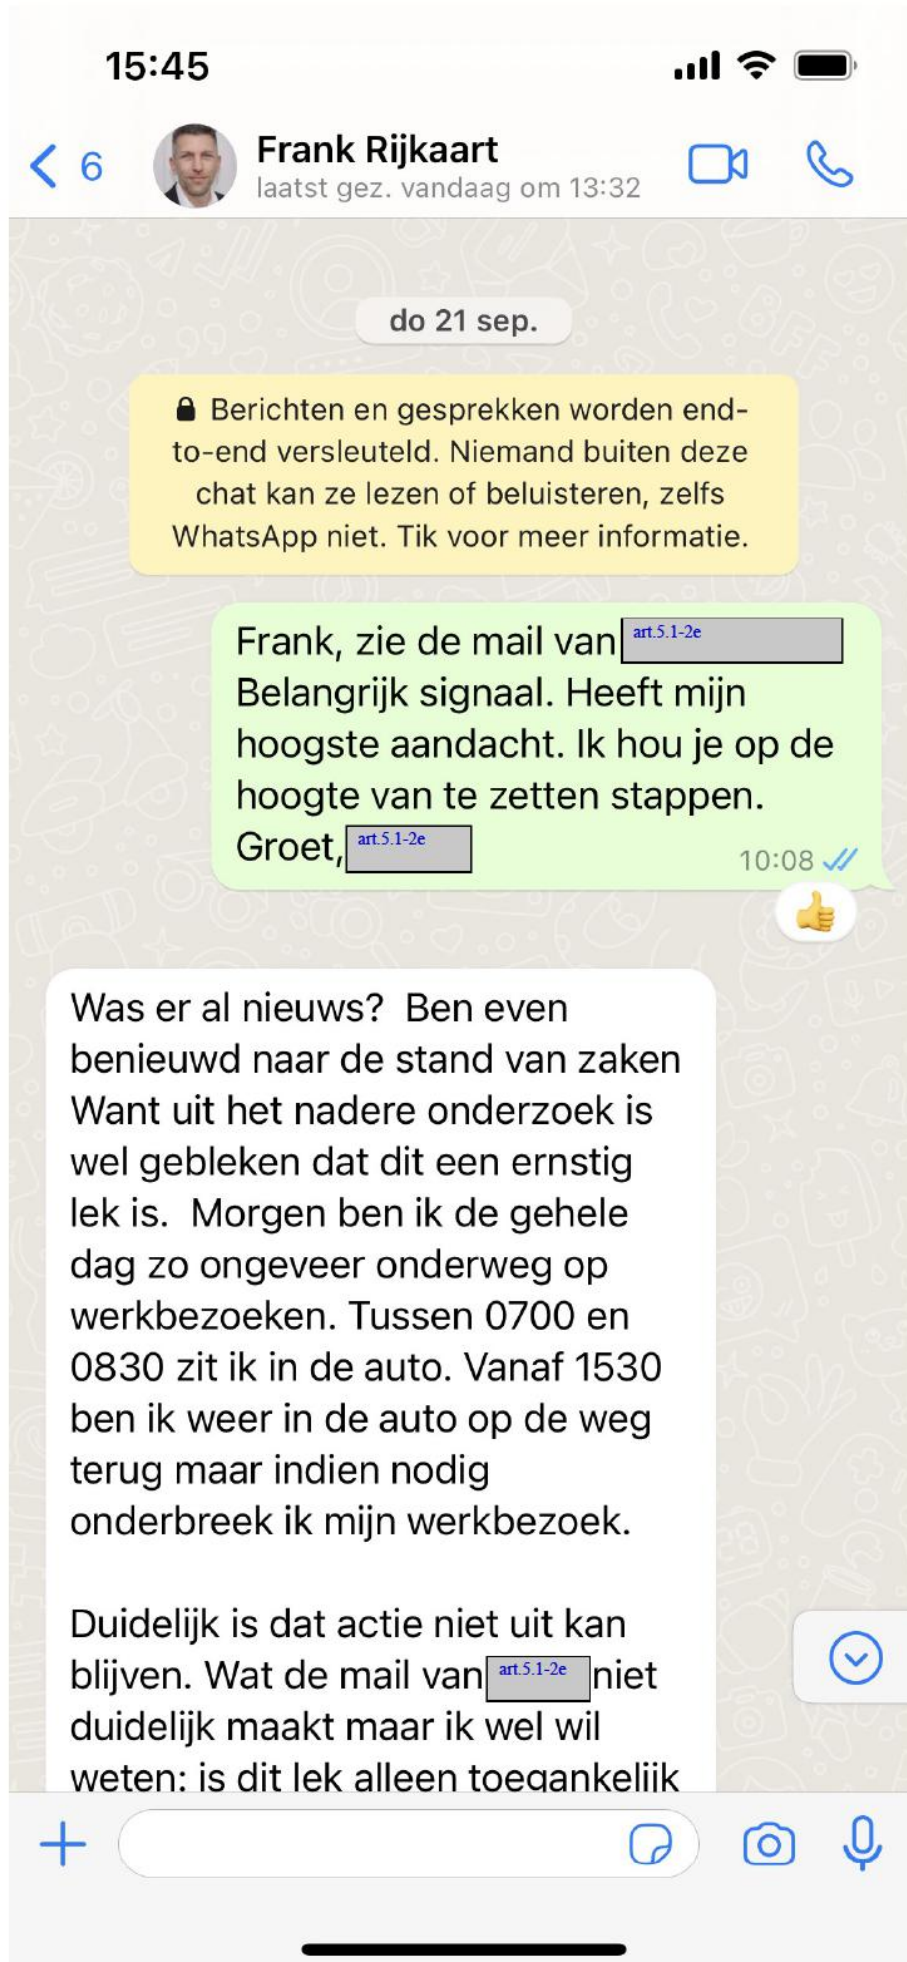 15:45
6
Frank Rijkaart
laatst gez. vandaag om 13:32
do 21 sep.
Berichten en gesprekken worden end-
to-end versleuteld. Niemand buiten deze
chat kan ze lezen of beluisteren, zelfs
WhatsApp niet. Tik voor meer informatie.
Frank, zie de mail van art.5.1-2e
Belangrijk signaal. Heeft mijn
hoogste aandacht. Ik hou je op de
hoogte van te zetten stappen.
Groet, art.5.1-2e
10:08
Was er al nieuws?  Ben even
benieuwd naar de stand van zaken
Want uit het nadere onderzoek is
wel gebleken dat dit een ernstig
lek is.  Morgen ben ik de gehele
dag zo ongeveer onderweg op
werkbezoeken. Tussen 0700 en
0830 zit ik in de auto. Vanaf 1530
ben ik weer in de auto op de weg
terug maar indien nodig
onderbreek ik mijn werkbezoek.
Duidelijk is dat actie niet uit kan
blijven. Wat de mail van art.5.1-2e niet
duidelijk maakt maar ik wel wil
weten: is dit lek alleen toegankelijk